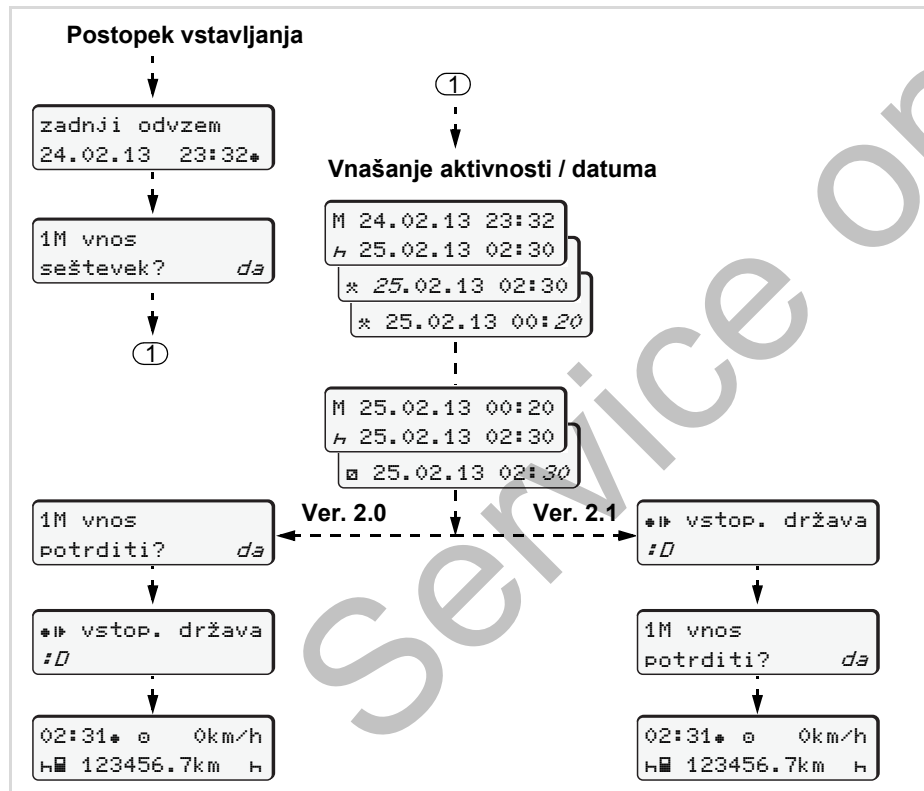 Postopek vstavljanja
zadnji odvzem
24.02.13 23:32
1M vnos
seštevek? da
1
1
Vnašanje aktivnosti / datuma
M 24.02.13 23:32
25.02.13 02:30
25.02.13 02:30
25.02.13 00:20
M 25.02.13 00:20
25.02.13 02:30
25.02.13 02:30
Ver. 2.0 Ver. 2.1
1M vnos
potrditi? da
vstop. država
:D
02:31 0km/h
123456.7km
vstop. država
:D
1M vnos
potrditi? da
02:31 0km/h
123456.7km
Service